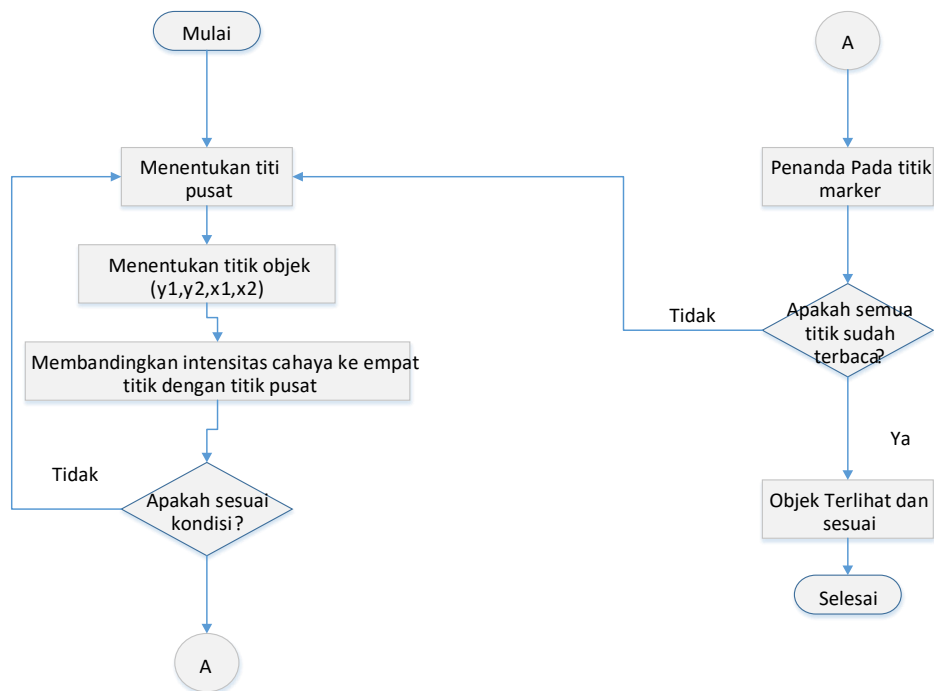 Mulai
Menentukan titi
pusat
Menentukan titik objek
(y1,y2,x1,x2)
Membandingkan intensitas cahaya ke empat
titik dengan titik pusat
Tidak
Apakah sesuai
kondisi?
A
A
Penanda Pada titik
marker
Tidak
Apakah semua
titik sudah
terbaca?
Ya
Objek Terlihat dan
sesuai
Selesai